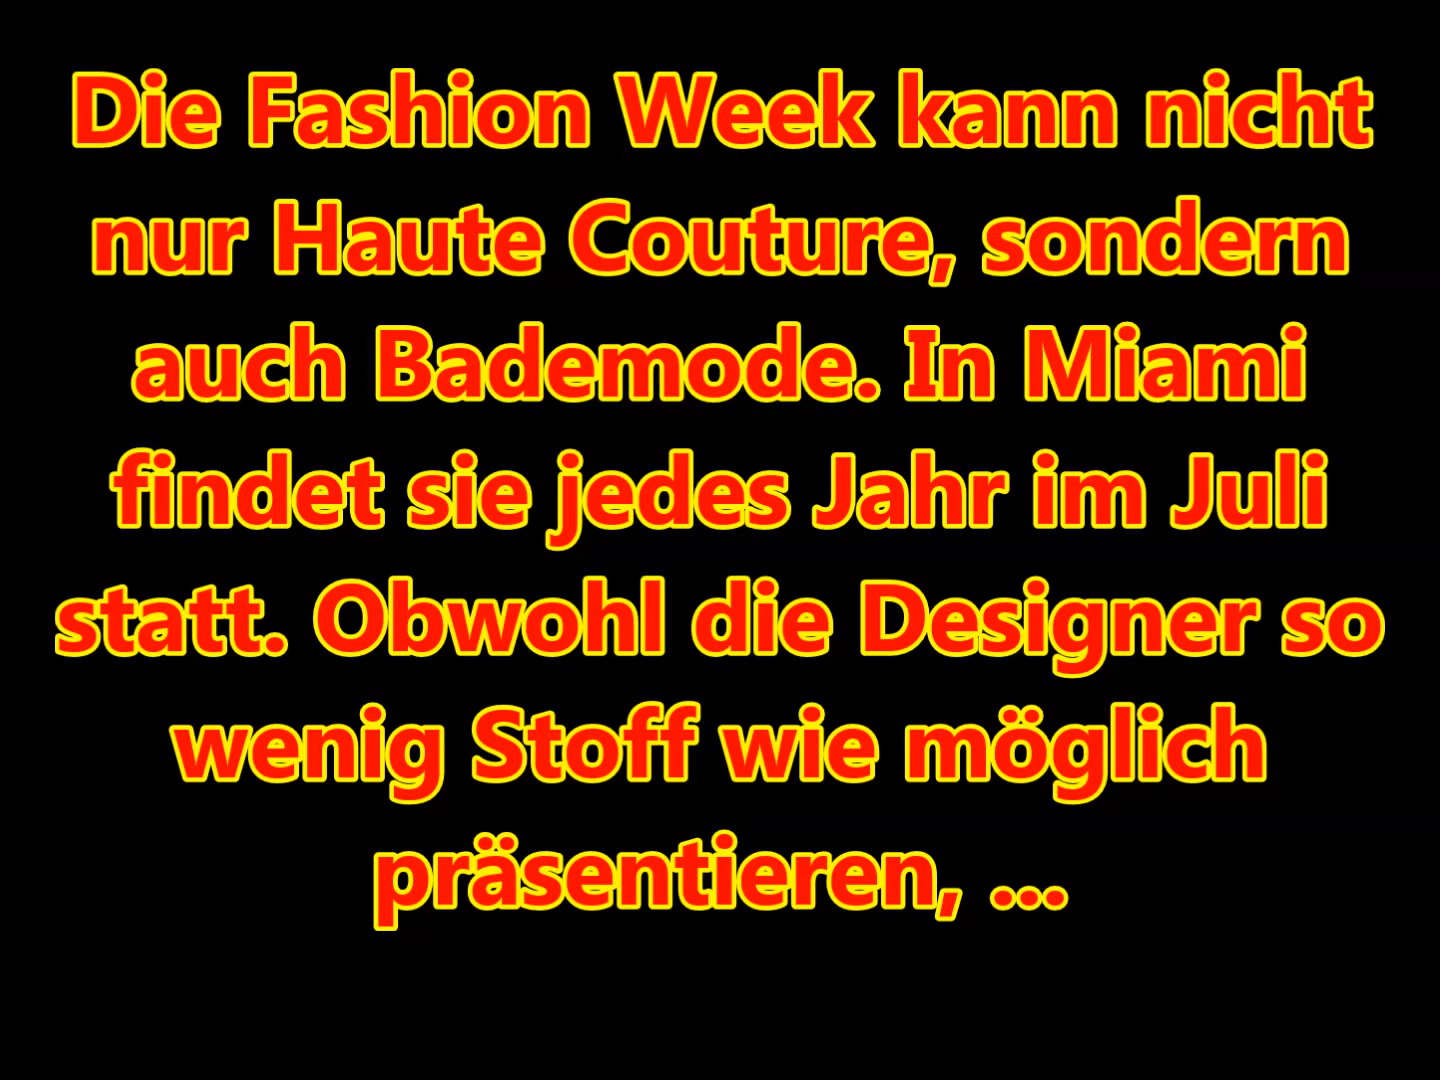 Die Fashion Week kann nicht
nur Haute Couture, sondern
auch Bademode. In Miami
findet sie jedes Jahr im Juli
statt. Obwohl die Designer so
wenig Stoff wie möglich
präsentieren, ...